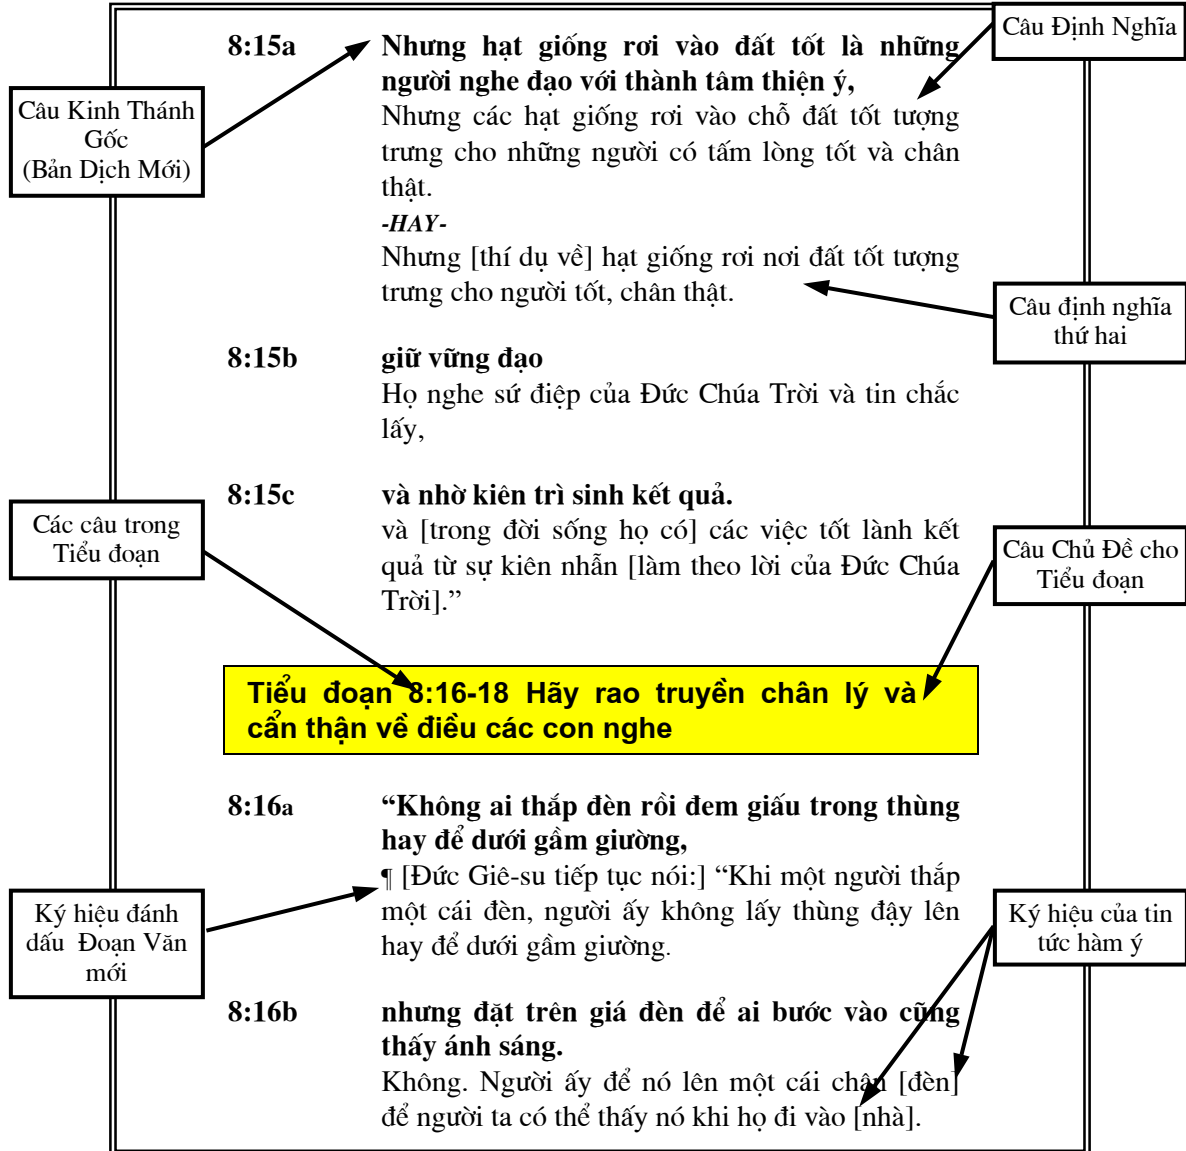 Câu Định Nghĩa
8:15a Nhưng hạt giống rơi vào đất tốt là những
người nghe đạo với thành tâm thiện ý,
Câu Kinh Thánh
Gốc
(Bản Dịch Mới)
Nhưng các hạt giống rơi vào chỗ đất tốt tượng
trưng cho những người có tấm lòng tốt và chân
thật.
-HAY-
Nhưng [thí dụ về] hạt giống rơi nơi đất tốt tượng
trưng cho người tốt, chân thật.
Câu định nghĩa
thứ hai
8:15b giữ vững đạo
Họ nghe sứ điệp của Đức Chúa Trời và tin chắc
lấy,
8:15c và nhờ kiên trì sinh kết quả.
và [trong đời sống họ có] các việc tốt lành kết
quả từ sự kiên nhẫn [làm theo lời của Đức Chúa
Trời].”
Các câu trong
Tiểu đoạn
Câu Chủ Đề cho
Tiểu đoạn
Tiểu đoạn 8:16-18 Hãy rao truyền chân lý và
cẩn thận về điều các con nghe
8:16a “Không ai thắp đèn rồi đem giấu trong thùng
hay để dưới gầm giường,
¶ [Đức Giê-su tiếp tục nói:] “Khi một người thắp
một cái đèn, người ấy không lấy thùng đậy lên
hay để dưới gầm giường.
Ký hiệu đánh
dấu Đoạn Văn
mới
Ký hiệu của tin
tức hàm ý
8:16b nhưng đặt trên giá đèn để ai bước vào cũng
thấy ánh sáng.
Không. Người ấy để nó lên một cái chân [đèn]
để người ta có thể thấy nó khi họ đi vào [nhà].